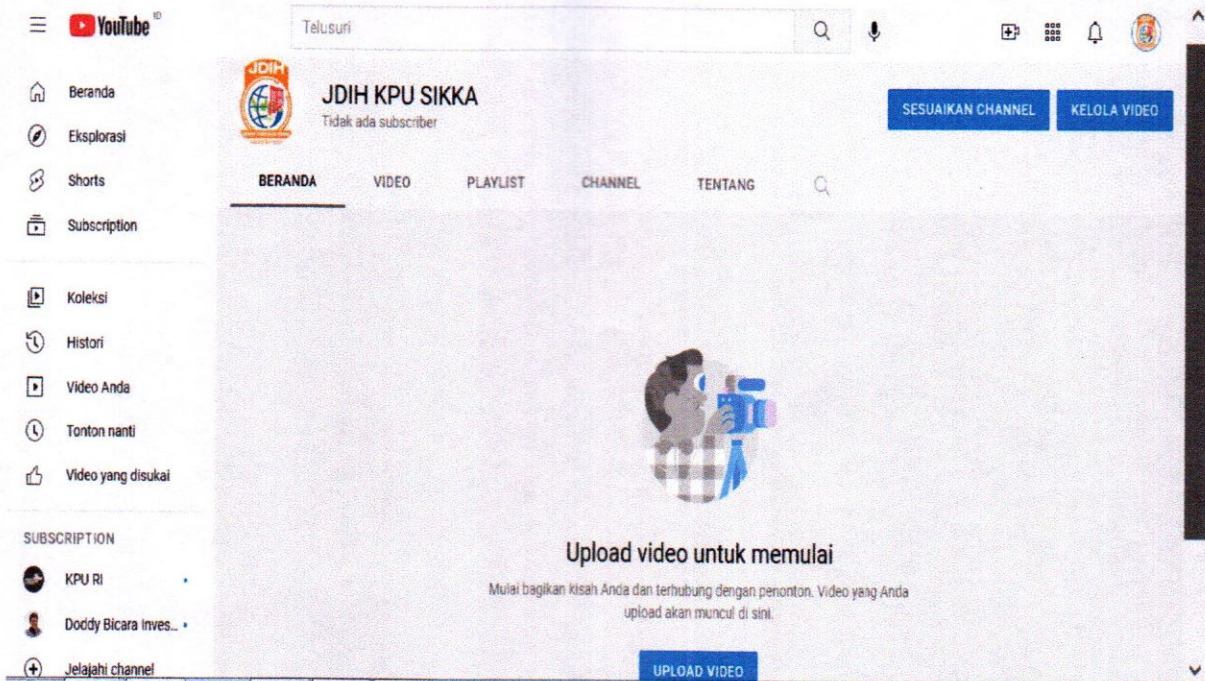 YouTube ID
Telusuri
Beranda
Eksplorasi
Shorts
Subscription
Koleksi
Histori
Video Anda
Tonton nanti
Video yang disukai
SUBSCRIPTION
KPU RI
Doddy Bicara Inves...
Jelajahi channel
JDIH
JDIH KPU SIKKA
Tidak ada subscriber
SESUAIKAN CHANNEL
KELOLA VIDEO
BERANDA VIDEO PLAYLIST CHANNEL TENTANG
Upload video untuk memulai
Mulai bagikan kisah Anda dan terhubung dengan penonton. Video yang Anda
upload akan muncul di sini.
UPLOAD VIDEO